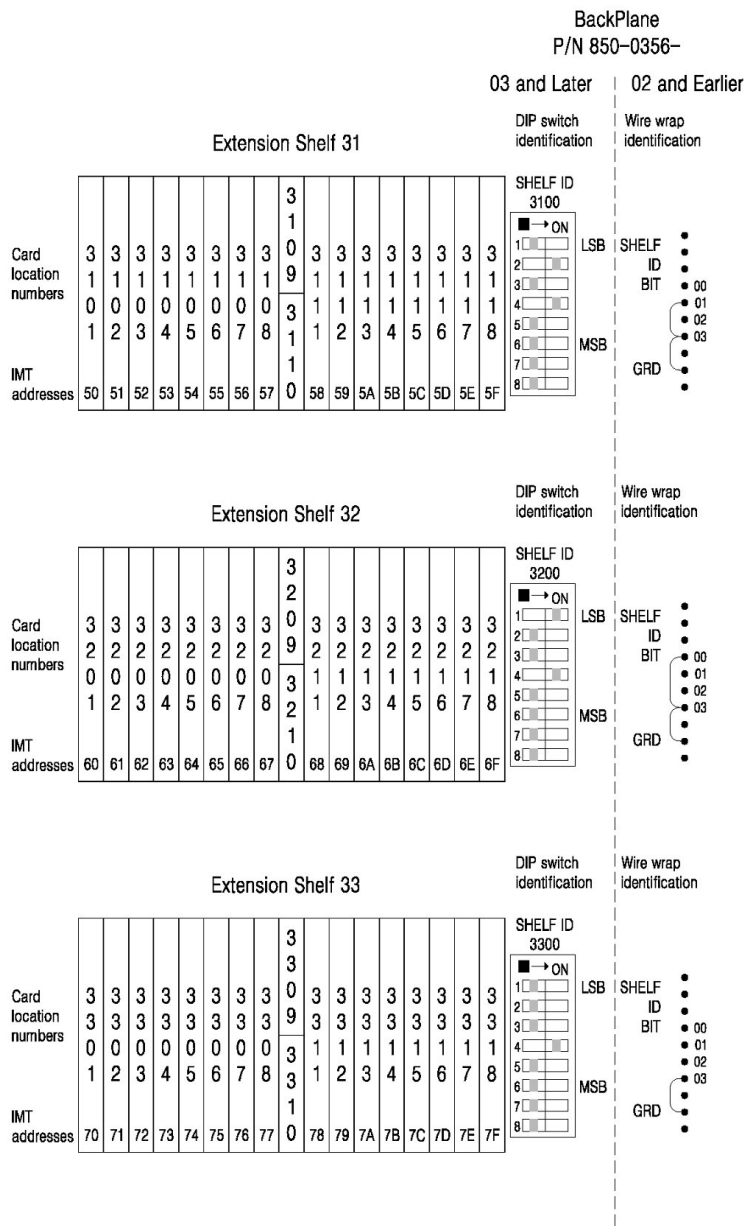 BackPlane
P/N 850-0356-
03 and Later
02 and Earlier
Extension Shelf 31
DIP switch
identification
Wire wrap
identification
SHELF ID
3100
ON
1
2
3
4
5
6
7
8
LSB
MSB
SHELF
ID
BIT
00
01
02
03
GRD
Card
location
numbers
3101 3102 3103 3104 3105 3106 3107 3108 3109 3110 3111 3112 3113 3114 3115 3116 3117 3118
IMT
addresses
50 51 52 53 54 55 56 57 58 59 5A 5B 5C 5D 5E 5F
Extension Shelf 32
DIP switch
identification
Wire wrap
identification
SHELF ID
3200
ON
1
2
3
4
5
6
7
8
LSB
MSB
SHELF
ID
BIT
00
01
02
03
GRD
Card
location
numbers
3201 3202 3203 3204 3205 3206 3207 3208 3209 3210 3211 3212 3213 3214 3215 3216 3217 3218
IMT
addresses
60 61 62 63 64 65 66 67 68 69 6A 6B 6C 6D 6E 6F
Extension Shelf 33
DIP switch
identification
Wire wrap
identification
SHELF ID
3300
ON
1
2
3
4
5
6
7
8
LSB
MSB
SHELF
ID
BIT
00
01
02
03
GRD
Card
location
numbers
3301 3302 3303 3304 3305 3306 3307 3308 3309 3310 3311 3312 3313 3314 3315 3316 3317 3318
IMT
addresses
70 71 72 73 74 75 76 77 78 79 7A 7B 7C 7D 7E 7F